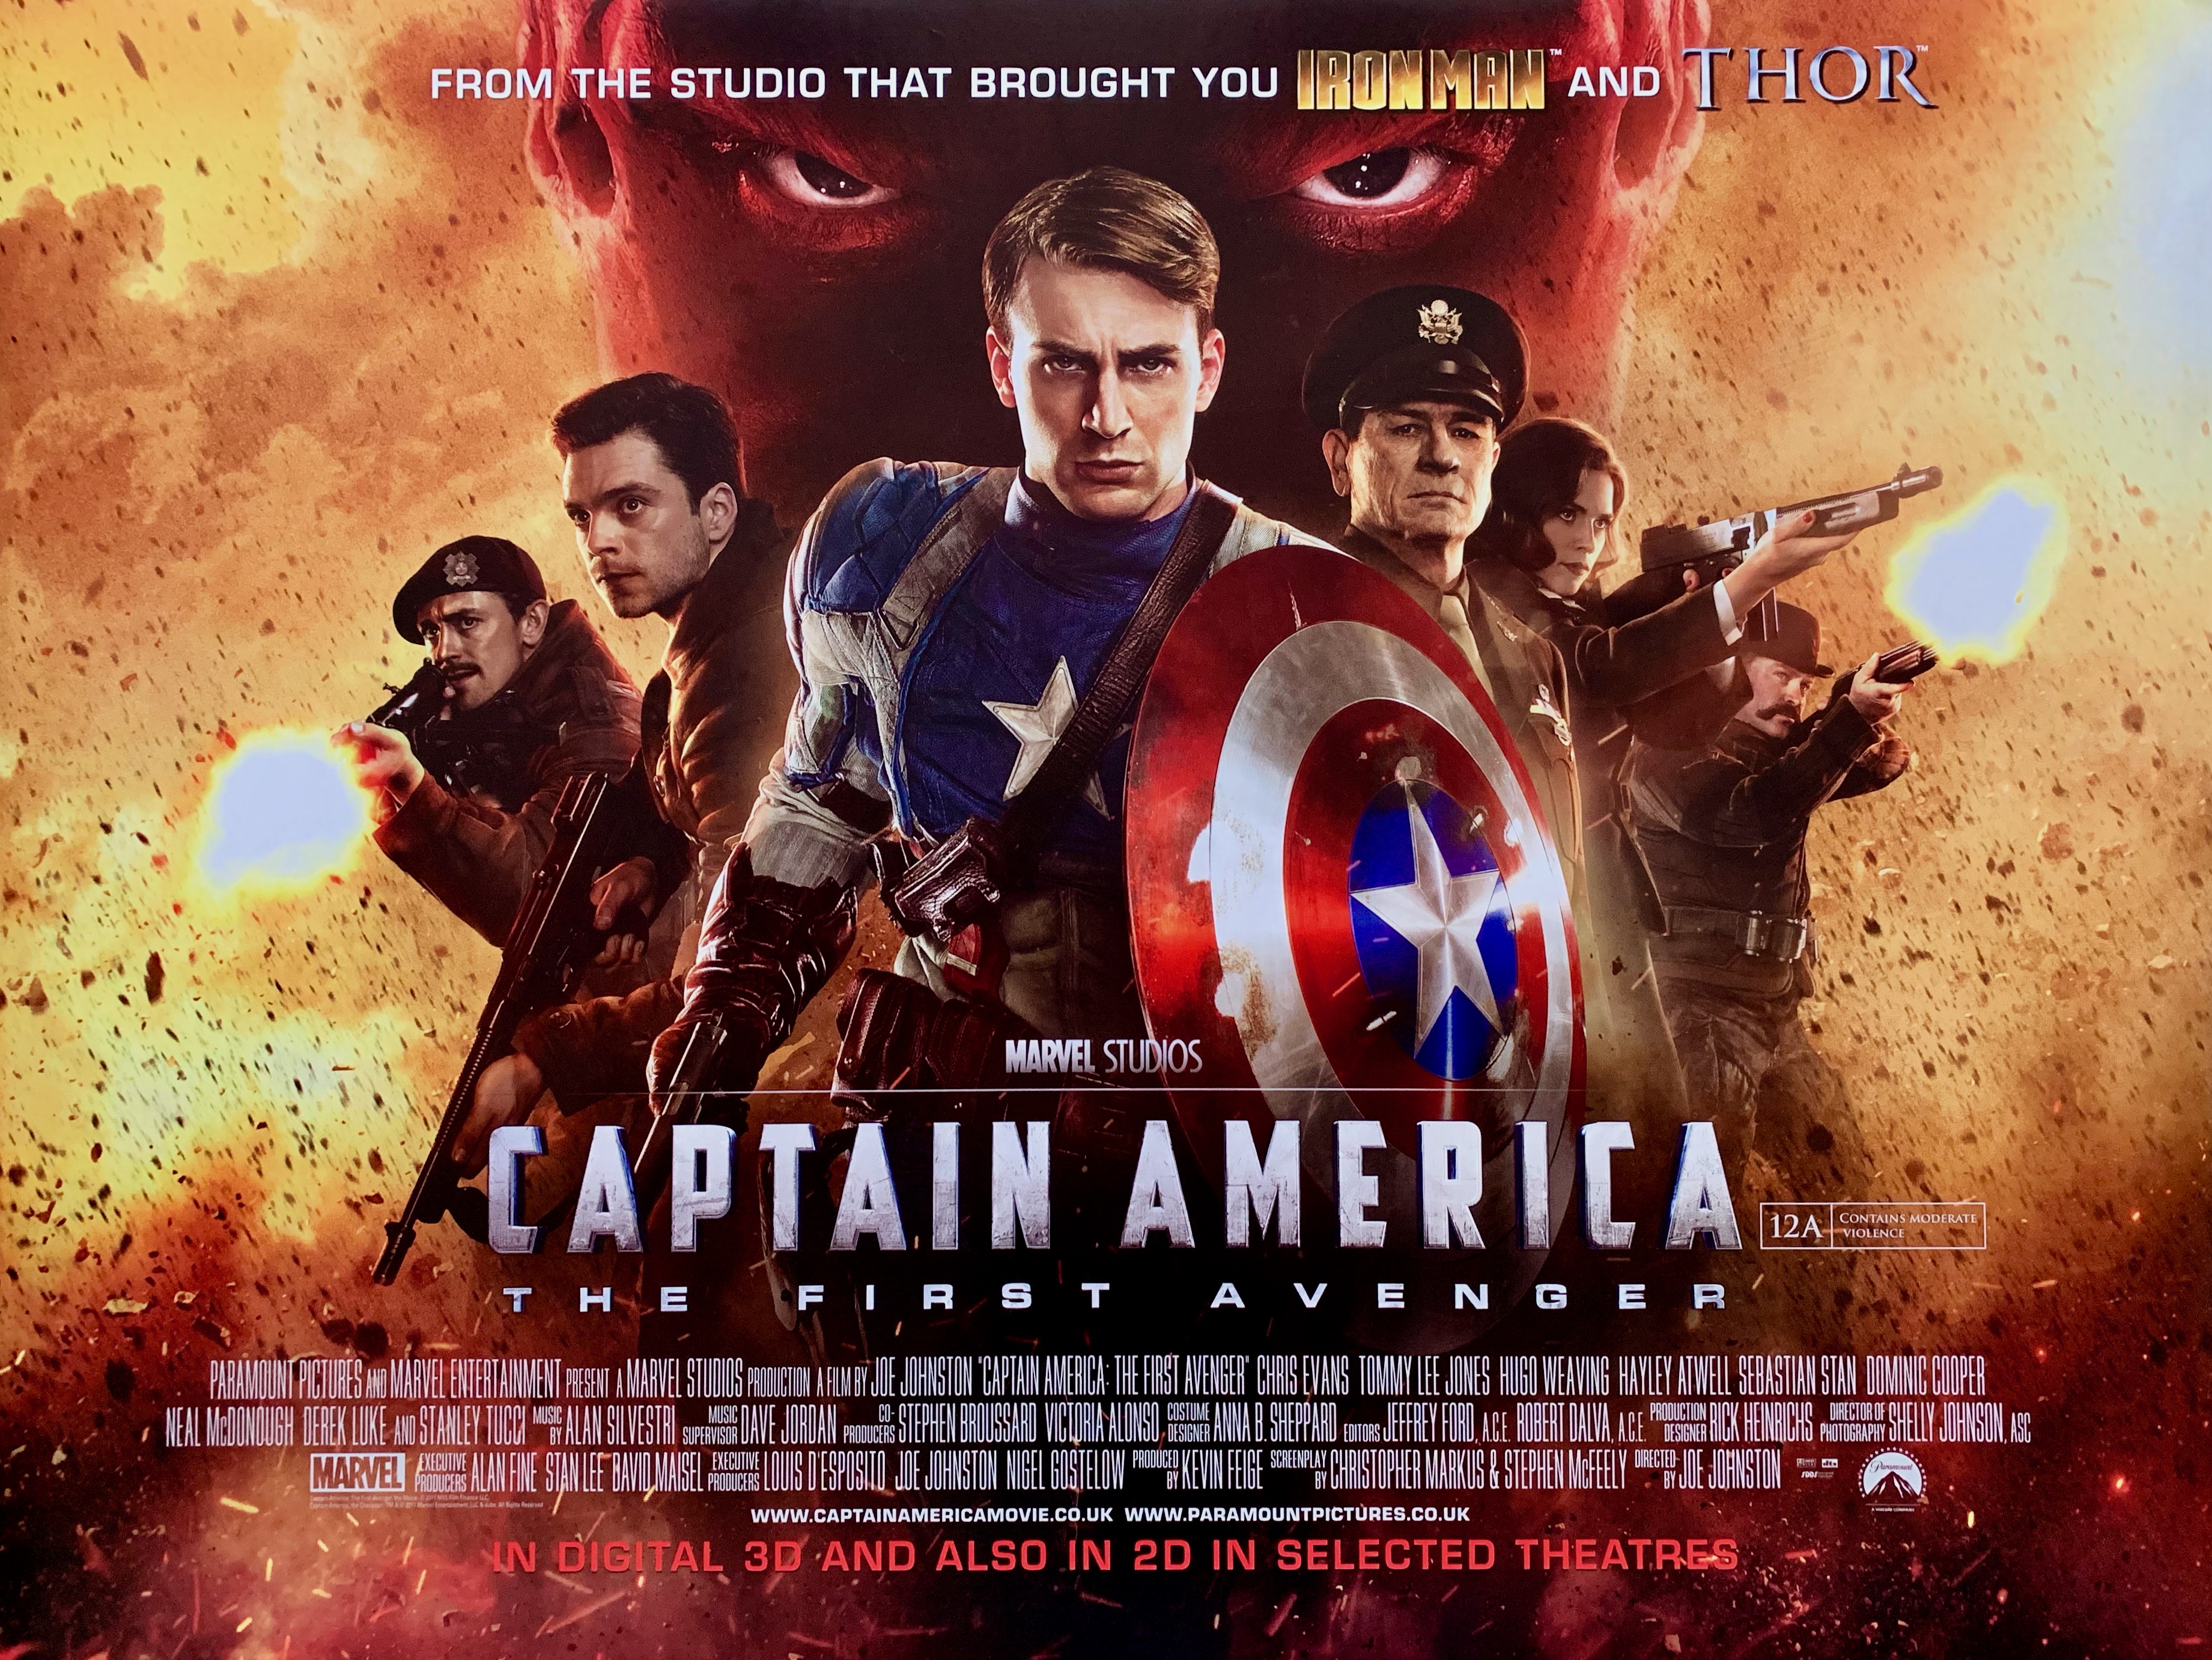 FROM THE STUDIO THAT BROUGHT YOU IRON MAN™ AND THOR™
MARVEL STUDIOS
CAPTAIN AMERICA
12A CONTAINS MODERATE VIOLENCE
THE FIRST AVENGER
PARAMOUNT PICTURES AND MARVEL ENTERTAINMENT PRESENT A MARVEL STUDIOS PRODUCTION A FILM BY JOE JOHNSTON "CAPTAIN AMERICA: THE FIRST AVENGER" CHRIS EVANS TOMMY LEE JONES HUGO WEAVING HAYLEY ATWELL SEBASTIAN STAN DOMINIC COOPER
NEAL McDONOUGH DEREK LUKE AND STANLEY TUCCI MUSIC BY ALAN SILVESTRI MUSIC SUPERVISOR DAVE JORDAN CO-PRODUCERS STEPHEN BROUSSARD VICTORIA ALONSO COSTUME DESIGNER ANNA B. SHEPPARD EDITORS JEFFREY FORD, A.C.E. ROBERT DALVA, A.C.E. PRODUCTION DESIGNER RICK HEINRICHS DIRECTOR OF PHOTOGRAPHY SHELLY JOHNSON, ASC
MARVEL EXECUTIVE PRODUCERS ALAN FINE STAN LEE DAVID MAISEL EXECUTIVE PRODUCERS LOUIS D'ESPOSITO JOE JOHNSTON NIGEL GOSTELOW PRODUCED BY KEVIN FEIGE SCREENPLAY BY CHRISTOPHER MARKUS & STEPHEN McFEELY DIRECTED BY JOE JOHNSTON dts SDDS Paramount
WWW.CAPTAINAMERICAMOVIE.CO.UK WWW.PARAMOUNTPICTURES.CO.UK
IN DIGITAL 3D AND ALSO IN 2D IN SELECTED THEATRES